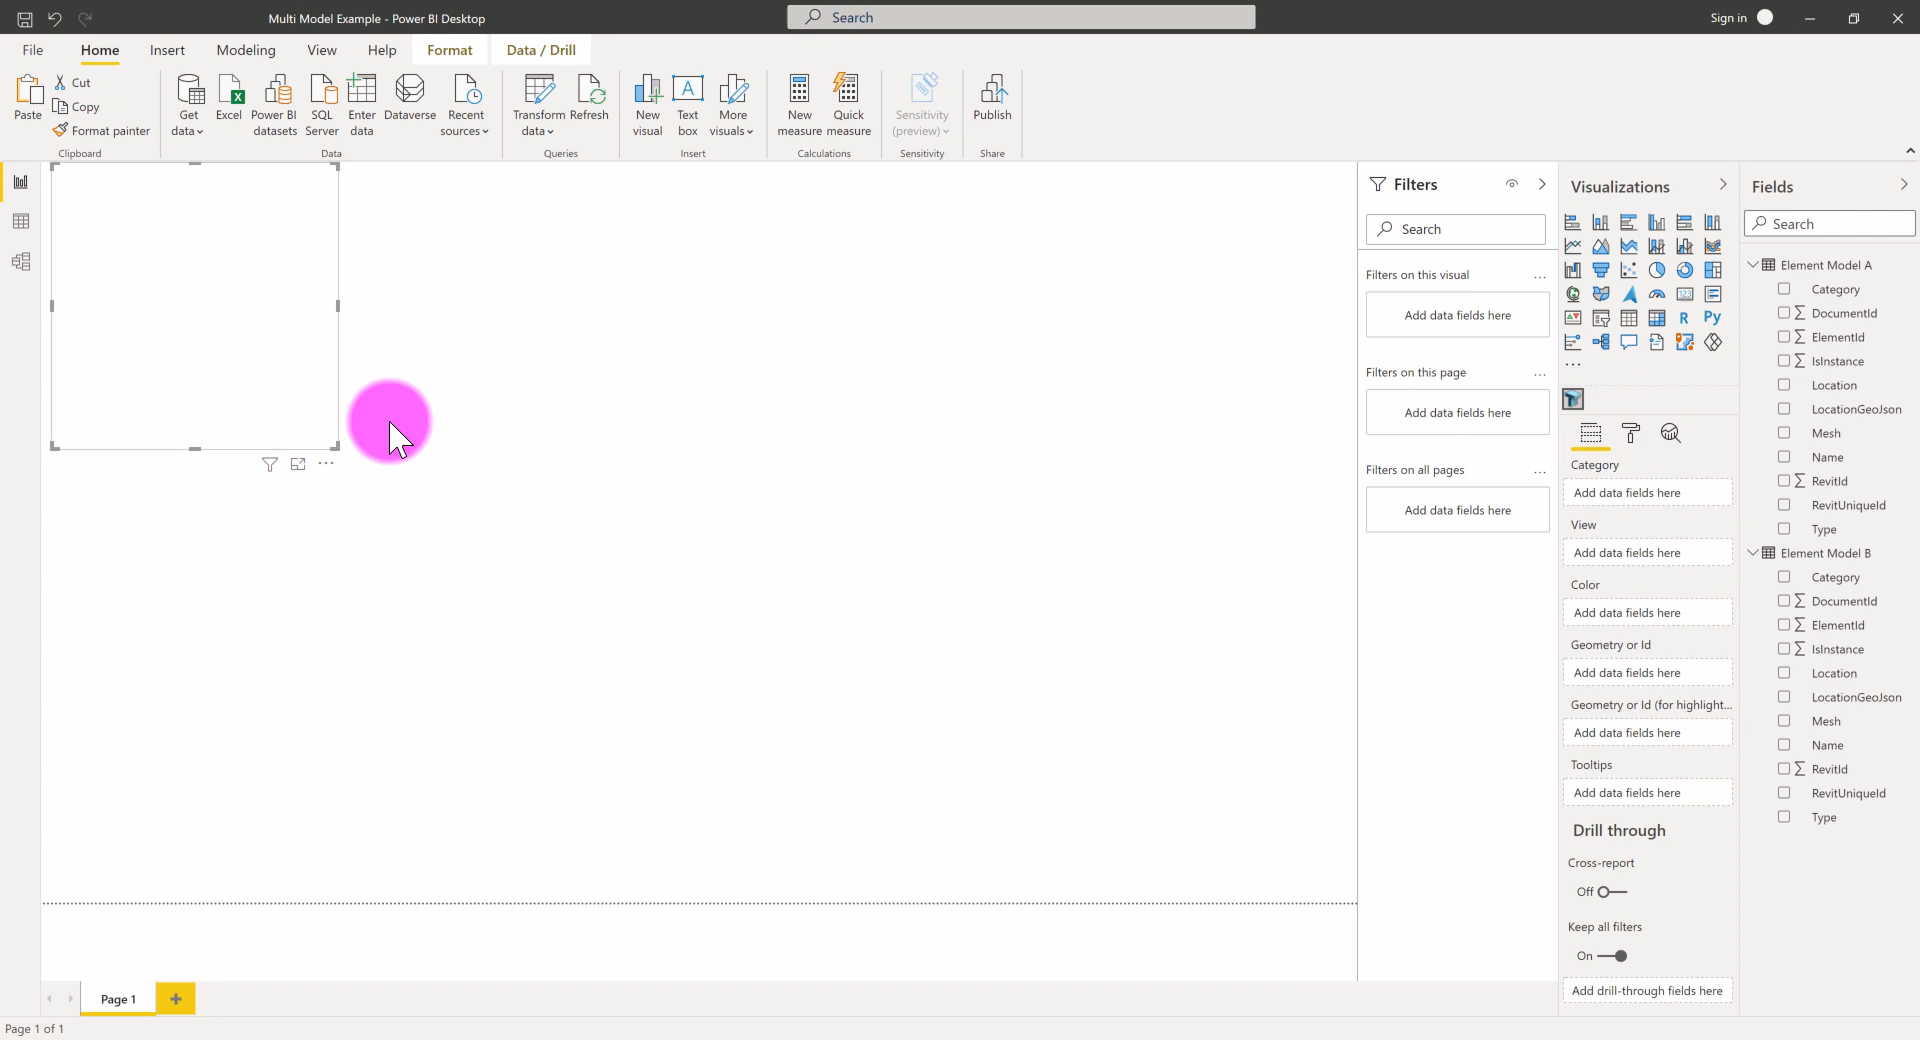 Multi Model Example - Power BI Desktop
Search
Sign in
File
Home
Insert
Modeling
View
Help
Format
Data / Drill
Paste
Cut
Copy
Format painter
Clipboard
Get
data
Excel
Power BI
datasets
SQL
Server
Enter
data
Dataverse
Recent
sources
Data
Transform
data
Refresh
Queries
New
visual
A
Text
box
More
visuals
Insert
New
measure
Quick
measure
Calculations
Sensitivity
(preview)
Sensitivity
Publish
Share
Filters
Search
Filters on this visual
...
Add data fields here
Filters on this page
...
Add data fields here
Filters on all pages
...
Add data fields here
Visualizations
123
R
Py
...
Category
Add data fields here
View
Add data fields here
Color
Add data fields here
Geometry or Id
Add data fields here
Geometry or Id (for highlight...
Add data fields here
Tooltips
Add data fields here
Drill through
Cross-report
Off
Keep all filters
On
Add drill-through fields here
Fields
Search
Element Model A
Category
∑ DocumentId
∑ ElementId
∑ IsInstance
Location
LocationGeoJson
Mesh
Name
∑ RevitId
RevitUniqueId
Type
Element Model B
Category
∑ DocumentId
∑ ElementId
∑ IsInstance
Location
LocationGeoJson
Mesh
Name
∑ RevitId
RevitUniqueId
Type
Page 1
Page 1 of 1